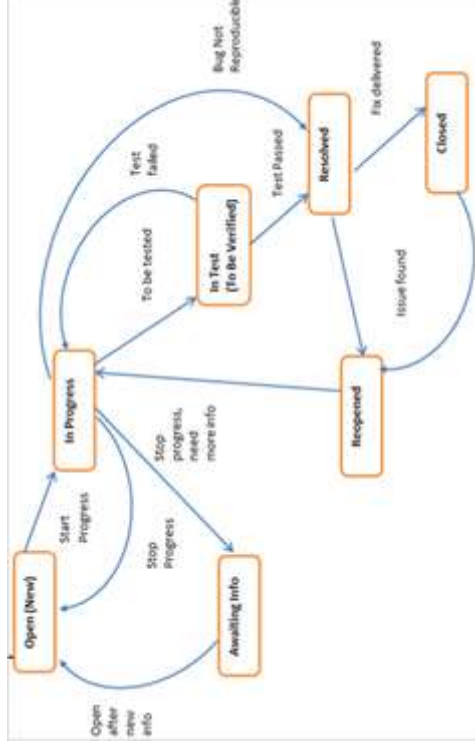 Open (New)
Start
Progress
In Progress
Stop
Progress
Stop
progress,
need
more info
Open
after
new
info
Awaiting Info
To be tested
Test
failed
Bug Not
Reproducible
In Test
(To Be Verified)
Test Passed
Resolved
Fix delivered
Closed
Issue found
Reopened